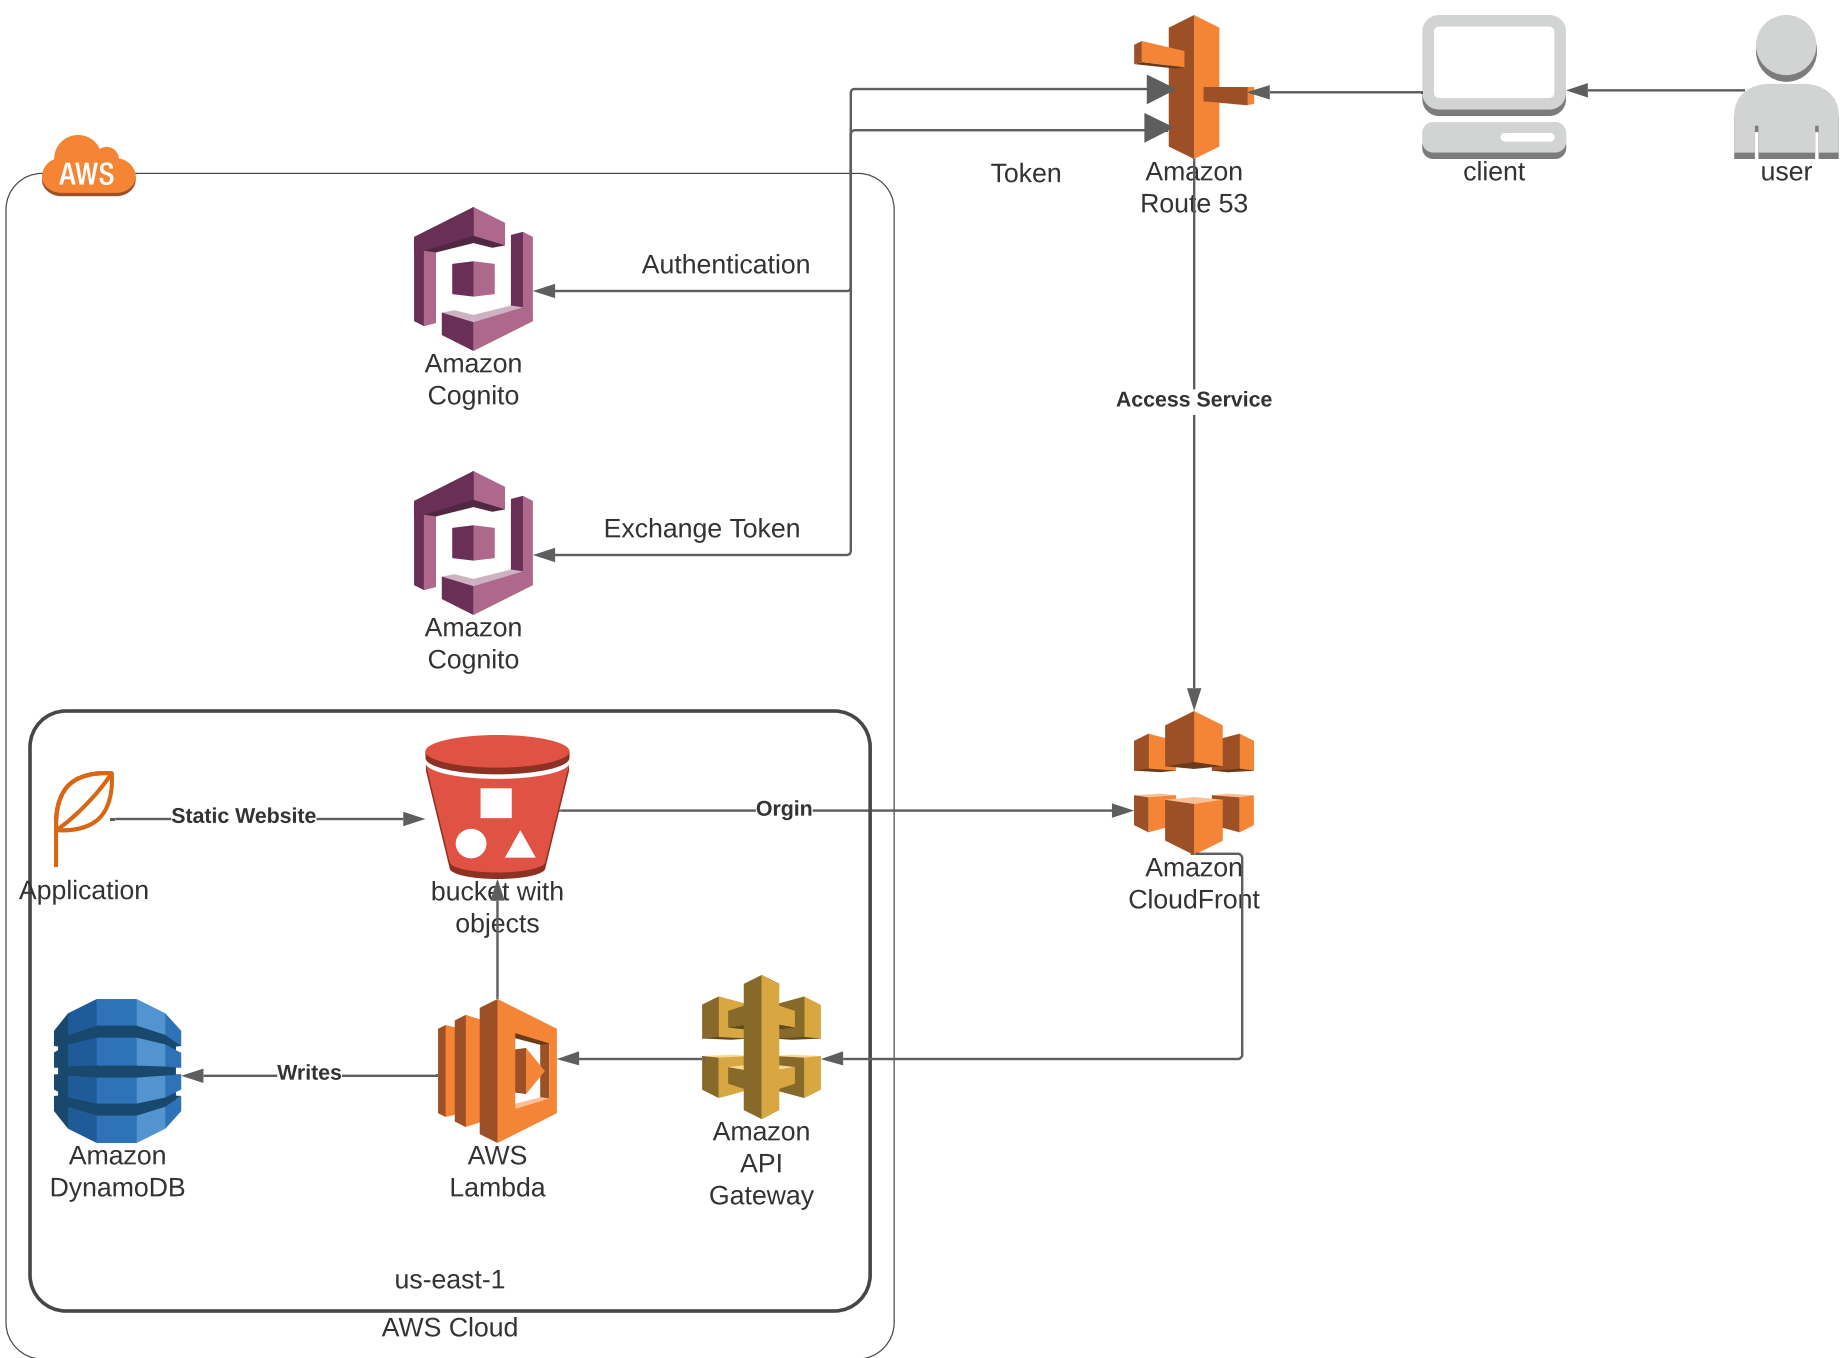 AWS
Token
Amazon
Route 53
client
user
Authentication
Amazon
Cognito
Access Service
Exchange Token
Amazon
Cognito
Static Website
Orgin
Application
bucket with
objects
Amazon
CloudFront
Writes
Amazon
DynamoDB
AWS
Lambda
Amazon
API
Gateway
us-east-1
AWS Cloud